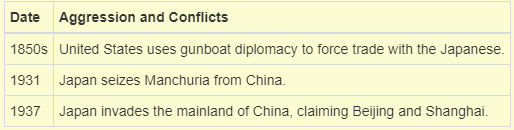 Date Aggression and Conflicts
1850s United States uses gunboat diplomacy to force trade with the Japanese.
1931 Japan seizes Manchuria from China.
1937 Japan invades the mainland of China, claiming Beijing and Shanghai.